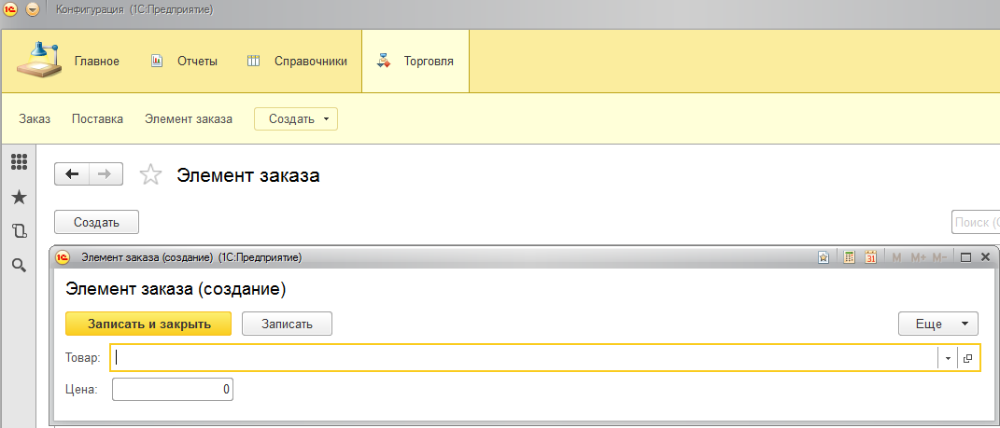 Конфигурация (1С:Предприятие)
Главное Отчеты Справочники Торговля
Заказ Поставка Элемент заказа Создать
Элемент заказа
Создать Поиск (
Элемент заказа (создание) (1С:Предприятие) 31 M M+ M-
Элемент заказа (создание)
Записать и закрыть Записать Еще
Товар:
Цена: 0